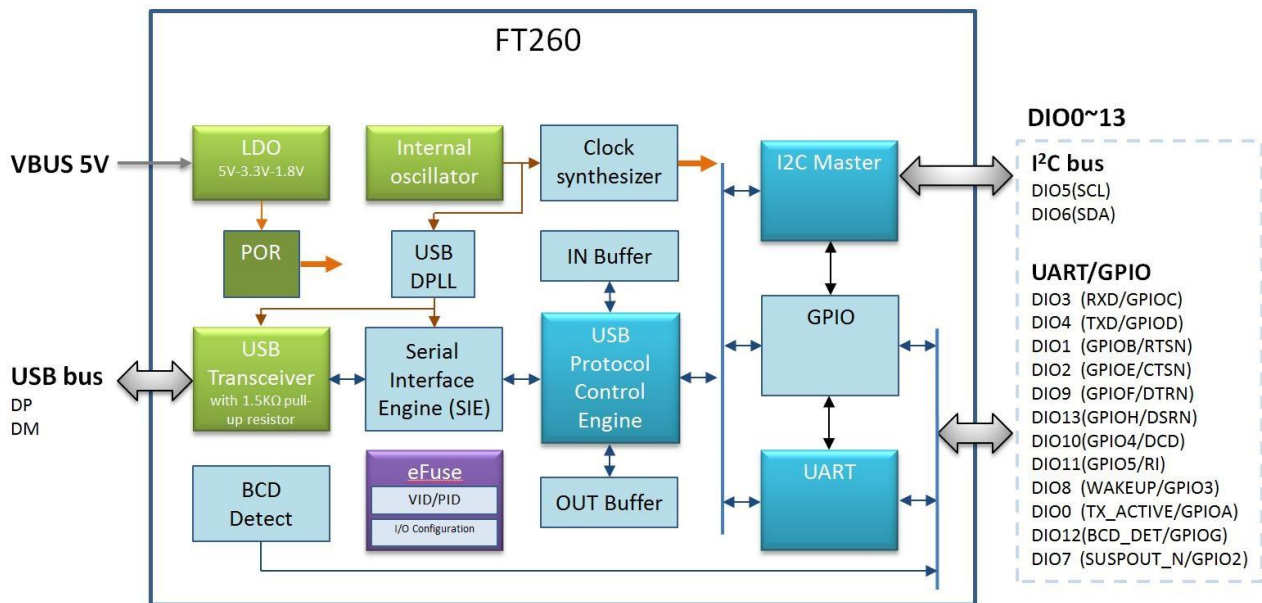 FT260
VBUS 5V
LDO
5V-3.3V-1.8V
Internal
oscillator
Clock
synthesizer
I2C Master
POR
USB
DPLL
IN Buffer
GPIO
USB bus
DP
DM
USB
Transceiver
with 1.5KΩ pull-
up resistor
Serial
Interface
Engine (SIE)
USB
Protocol
Control
Engine
BCD
Detect
eFuse
VID/PID
I/O Configuration
OUT Buffer
UART
DIO0~13
I²C bus
DIO5(SCL)
DIO6(SDA)
UART/GPIO
DIO3 (RXD/GPIOC)
DIO4 (TXD/GPIOD)
DIO1 (GPIOB/RTSN)
DIO2 (GPIOE/CTSN)
DIO9 (GPIOF/DTRN)
DIO13(GPIOH/DSRN)
DIO10(GPIO4/DCD)
DIO11(GPIO5/RI)
DIO8 (WAKEUP/GPIO3)
DIO0 (TX_ACTIVE/GPIOA)
DIO12(BCD_DET/GPIOG)
DIO7 (SUSPOUT_N/GPIO2)